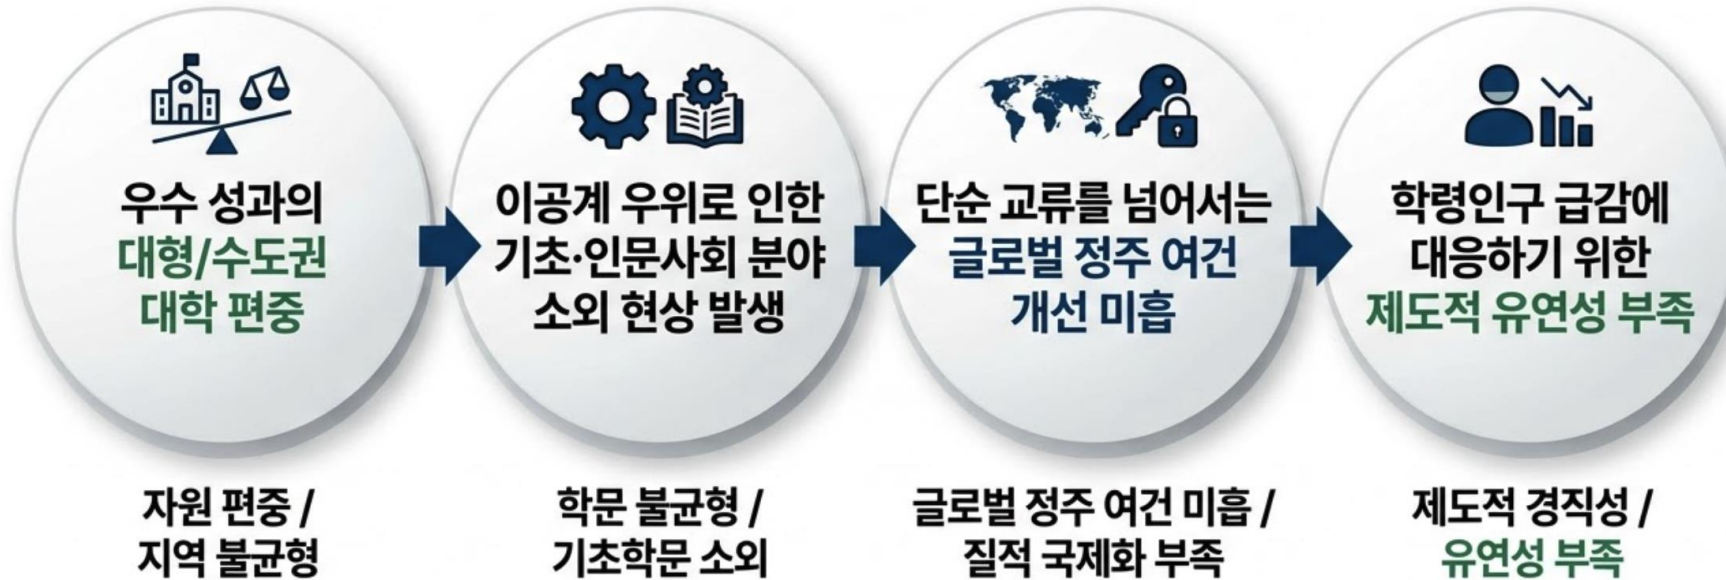 우수 성과의
대형/수도권
대학 편중
이공계 우위로 인한
기초·인문사회 분야
소외 현상 발생
단순 교류를 넘어서는
글로벌 정주 여건
개선 미흡
학령인구 급감에
대응하기 위한
제도적 유연성 부족
자원 편중 /
지역 불균형
학문 불균형 /
기초학문 소외
글로벌 정주 여건 미흡 /
질적 국제화 부족
제도적 경직성 /
유연성 부족